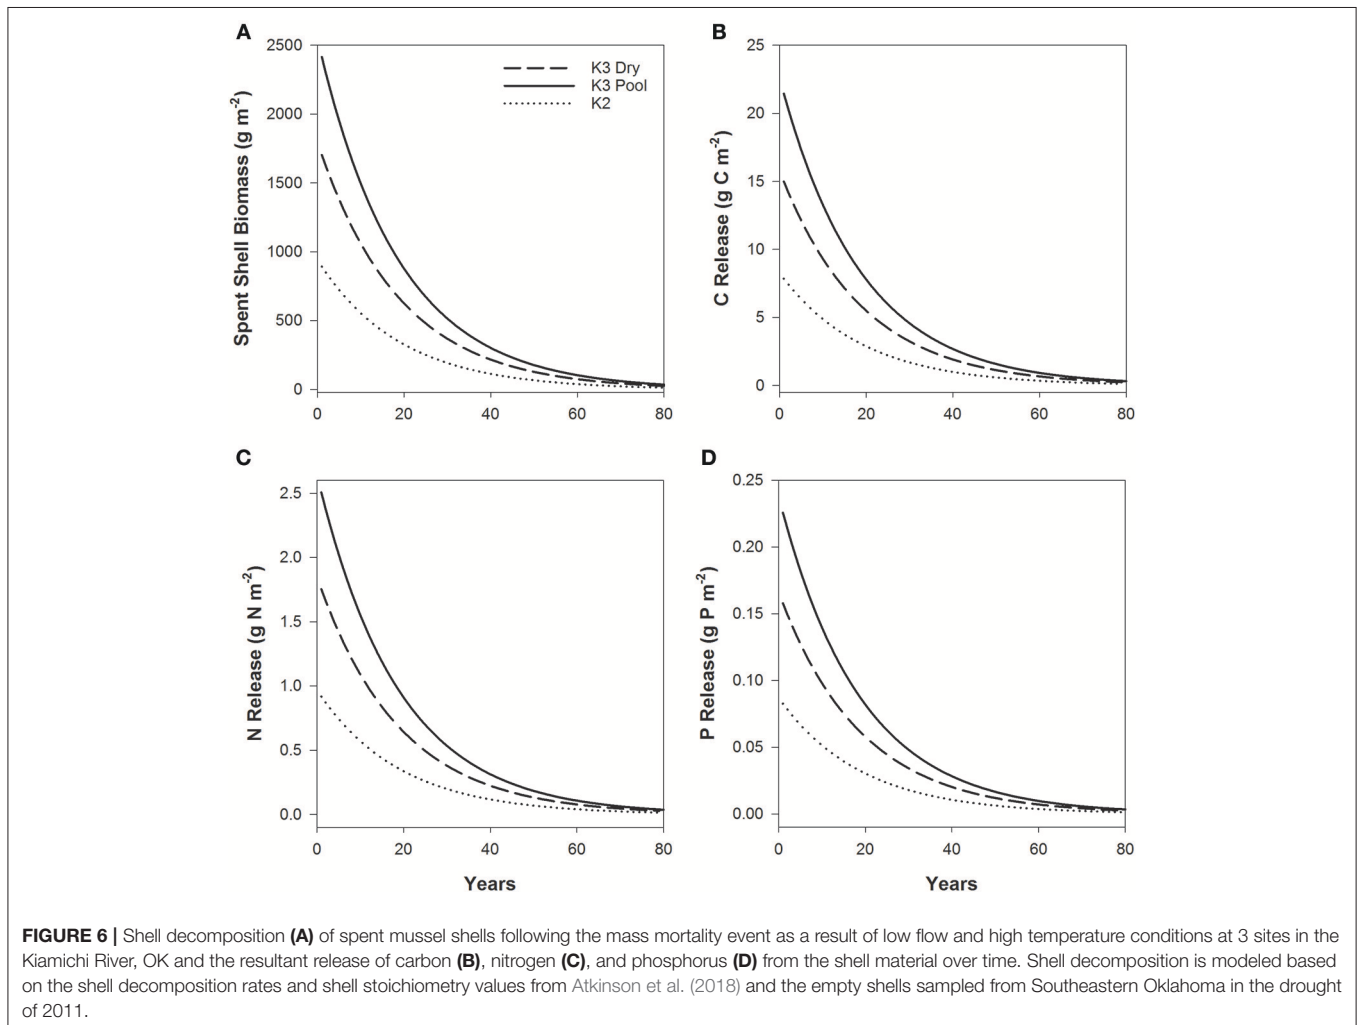 A
2500
2000
1500
1000
500
0
Spent Shell Biomass (g m⁻²)
K3 Dry
K3 Pool
K2
0 20 40 60 80
B
25
20
15
10
5
0
C Release (g C m⁻²)
0 20 40 60 80
C
2.5
2.0
1.5
1.0
0.5
0.0
N Release (g N m⁻²)
0 20 40 60 80
Years
D
0.25
0.20
0.15
0.10
0.05
0.00
P Release (g P m⁻²)
0 20 40 60 80
Years
FIGURE 6 | Shell decomposition (A) of spent mussel shells following the mass mortality event as a result of low flow and high temperature conditions at 3 sites in the
Kiamichi River, OK and the resultant release of carbon (B), nitrogen (C), and phosphorus (D) from the shell material over time. Shell decomposition is modeled based
on the shell decomposition rates and shell stoichiometry values from Atkinson et al. (2018) and the empty shells sampled from Southeastern Oklahoma in the drought
of 2011.